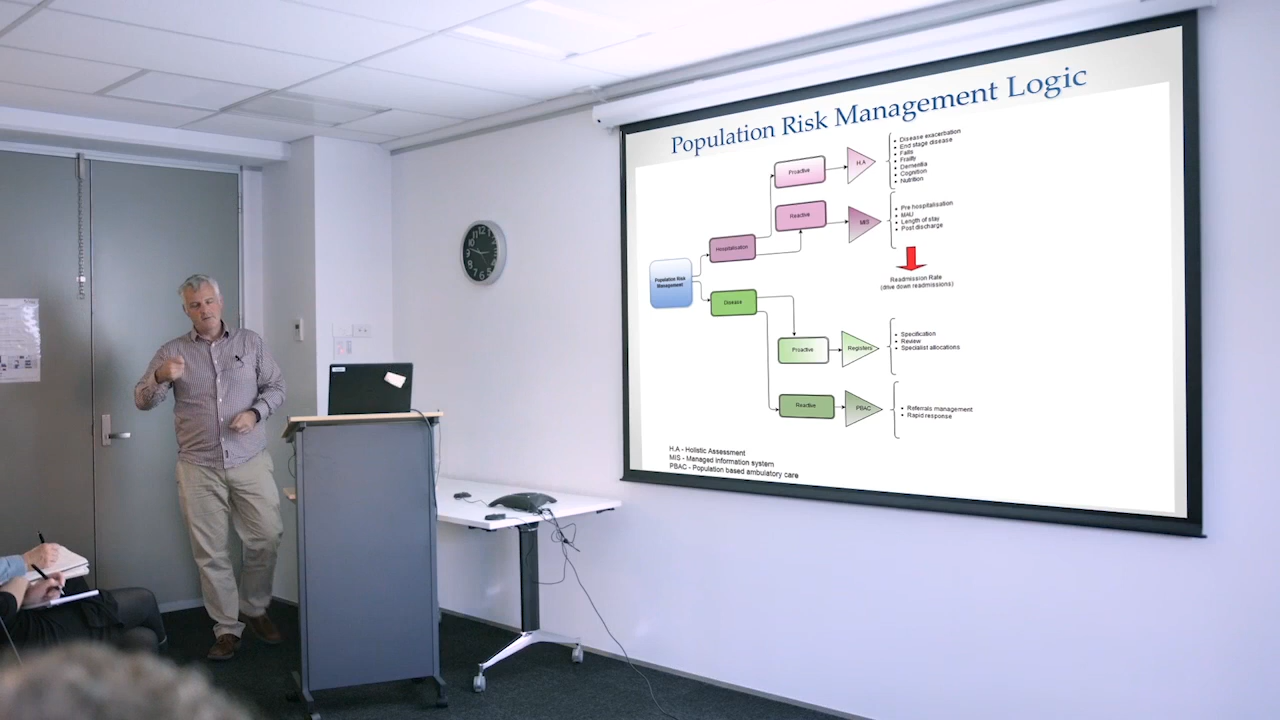 Population Risk Management Logic
Proactive
H.A
Disease exacerbation
End stage disease
Falls
Frailty
Dementia
Cognition
Nutrition
Reactive
MIS
Pre hospitalisation
MAU
Length of stay
Post discharge
Hospitalisation
Readmission Rate
(drive down readmissions)
Population Risk
Management
Disease
Proactive
Registers
Specification
Review
Specialist allocations
Reactive
PBAC
Referrals management
Rapid response
H.A - Holistic Assessment
MIS - Managed information system
PBAC - Population based ambulatory care